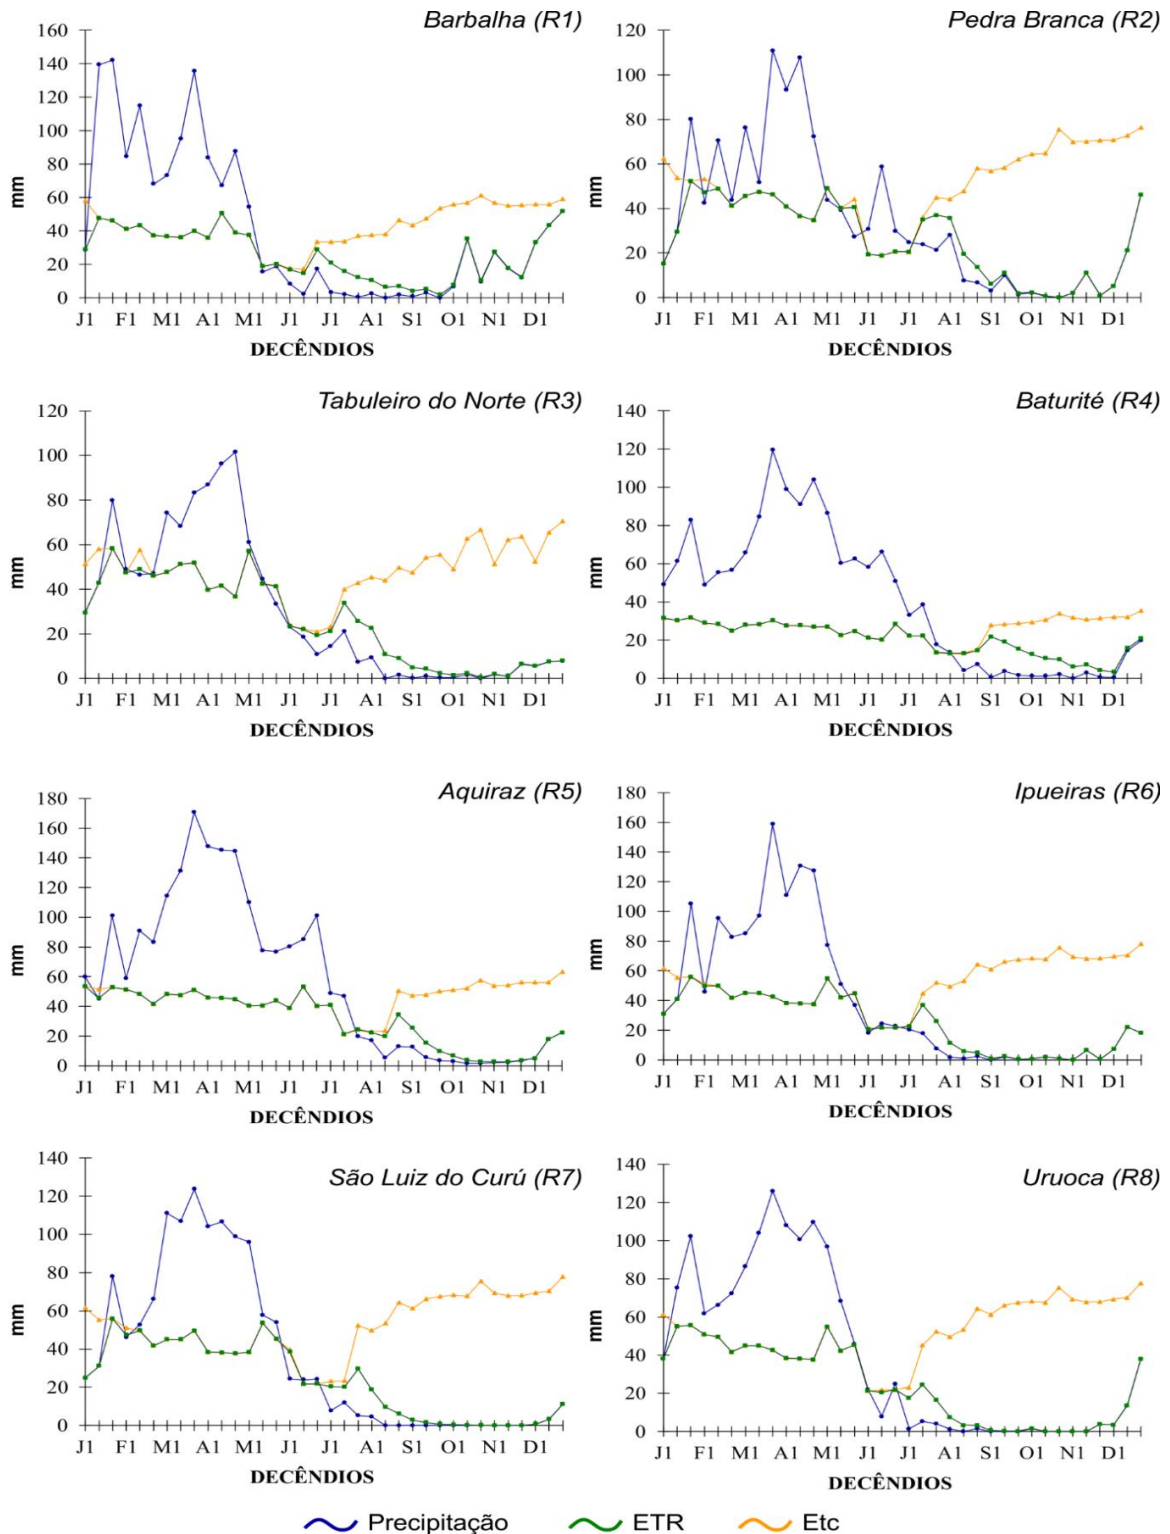 Barbalha (R1)
160
140
120
100
80
60
40
20
0
mm
J1 F1 M1 A1 M1 J1 J1 A1 S1 O1 N1 D1
DECÊNDIOS
Pedra Branca (R2)
120
100
80
60
40
20
0
mm
J1 F1 M1 A1 M1 J1 J1 A1 S1 O1 N1 D1
DECÊNDIOS
Tabuleiro do Norte (R3)
120
100
80
60
40
20
0
mm
J1 F1 M1 A1 M1 J1 J1 A1 S1 O1 N1 D1
DECÊNDIOS
Baturité (R4)
140
120
100
80
60
40
20
0
mm
J1 F1 M1 A1 M1 J1 J1 A1 S1 O1 N1 D1
DECÊNDIOS
Aquiraz (R5)
180
160
140
120
100
80
60
40
20
0
mm
J1 F1 M1 A1 M1 J1 J1 A1 S1 O1 N1 D1
DECÊNDIOS
Ipueiras (R6)
180
160
140
120
100
80
60
40
20
0
mm
J1 F1 M1 A1 M1 J1 J1 A1 S1 O1 N1 D1
DECÊNDIOS
São Luiz do Curú (R7)
140
120
100
80
60
40
20
0
mm
J1 F1 M1 A1 M1 J1 J1 A1 S1 O1 N1 D1
DECÊNDIOS
Uruoca (R8)
140
120
100
80
60
40
20
0
mm
J1 F1 M1 A1 M1 J1 J1 A1 S1 O1 N1 D1
DECÊNDIOS
Precipitação ETR Etc